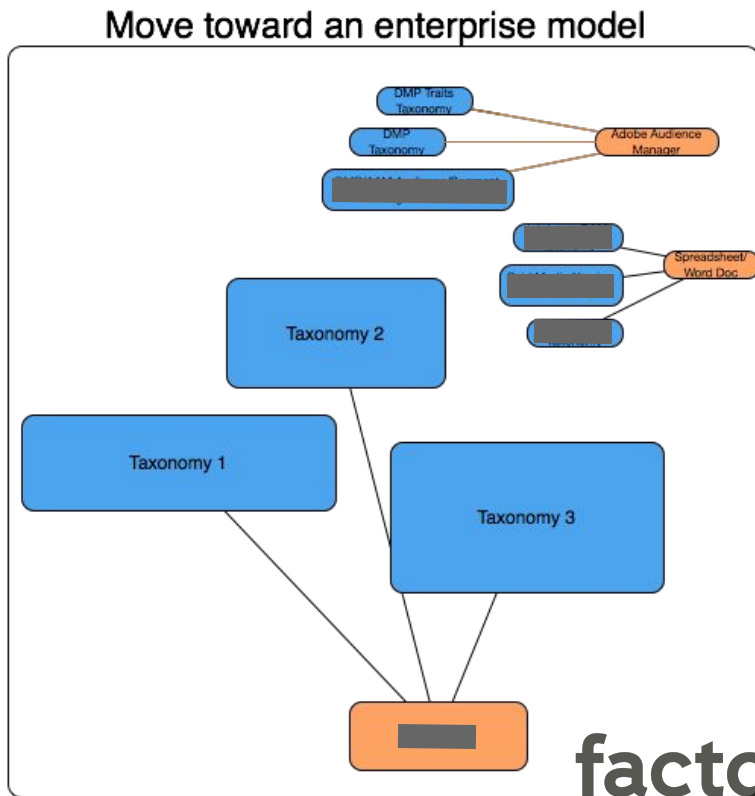 Move toward an enterprise model
DMP Traits
Taxonomy
DMP
Taxonomy
Adobe Audience
Manager
Spreadsheet/
Word Doc
Taxonomy 2
Taxonomy 1
Taxonomy 3
facto